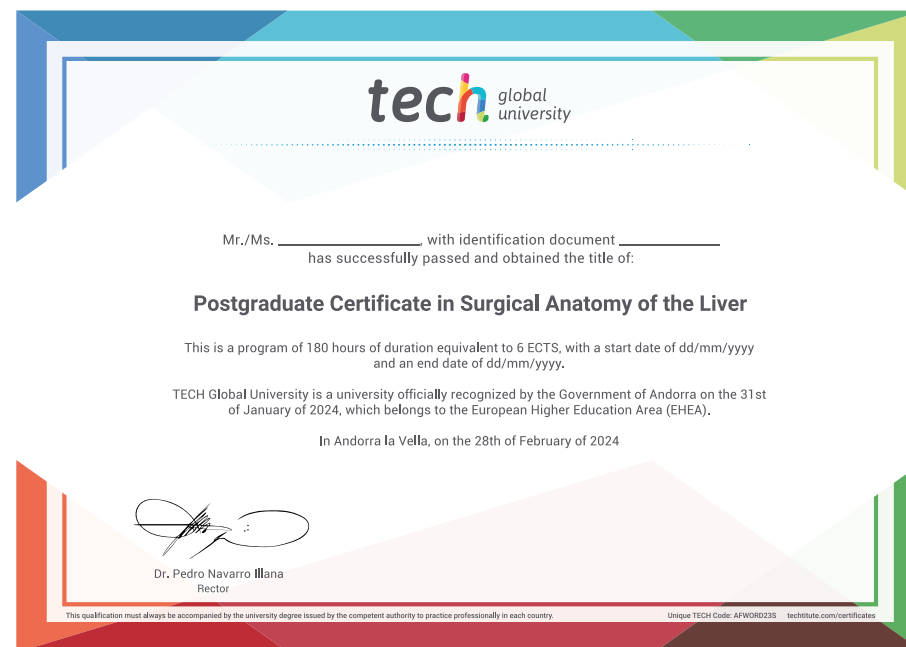 tech global
university
Mr./Ms. ____________, with identification document ____________
has successfully passed and obtained the title of:
Postgraduate Certificate in Surgical Anatomy of the Liver
This is a program of 180 hours of duration equivalent to 6 ECTS, with a start date of dd/mm/yyyy
and an end date of dd/mm/yyyy.
TECH Global University is a university officially recognized by the Government of Andorra on the 31st
of January of 2024, which belongs to the European Higher Education Area (EHEA).
In Andorra la Vella, on the 28th of February of 2024
Dr. Pedro Navarro Illana
Rector
This qualification must always be accompanied by the university degree issued by the competent authority to practice professionally in each country.
Unique TECH Code: AFWORD23S techtitute.com/certificates